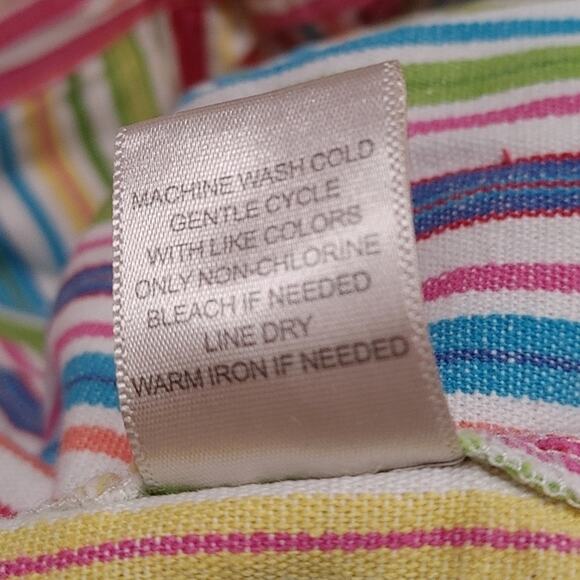 MACHINE WASH COLD
GENTLE CYCLE
WITH LIKE COLORS
ONLY NON-CHLORINE
BLEACH IF NEEDED
LINE DRY
WARM IRON IF NEEDED